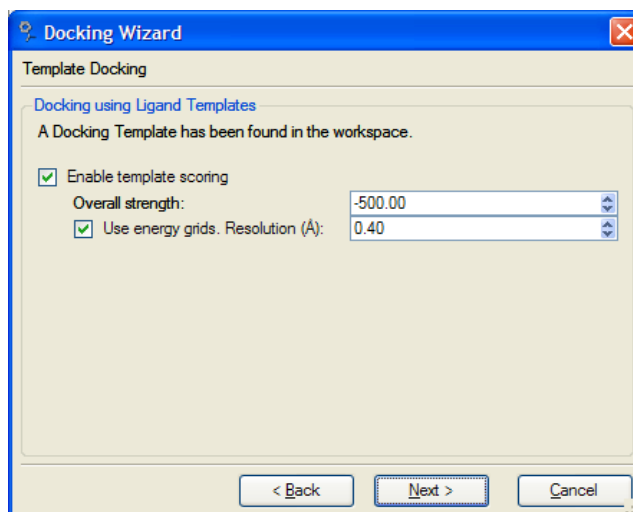 Docking Wizard
Template Docking
Docking using Ligand Templates
A Docking Template has been found in the workspace.
Enable template scoring
Overall strength: -500.00
Use energy grids. Resolution (Å): 0.40
< Back Next > Cancel